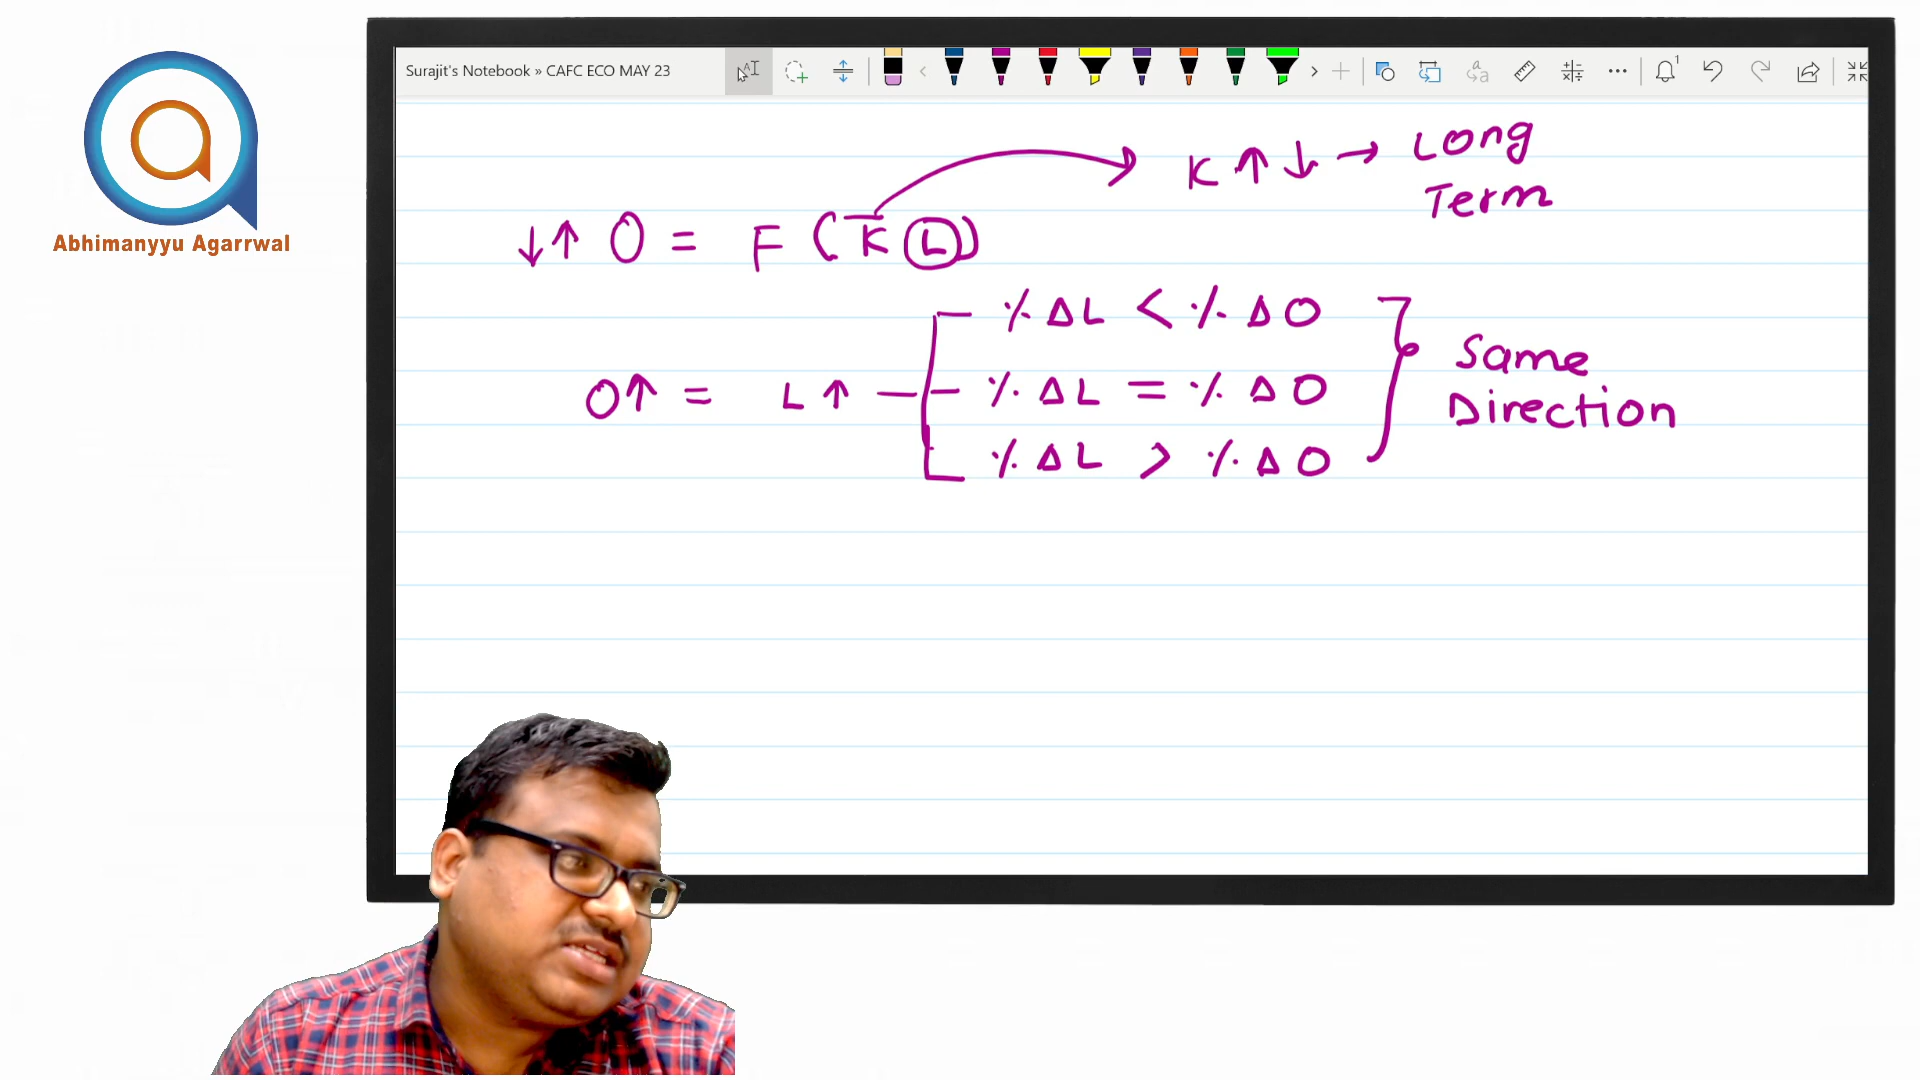 Surajit's Notebook » CAFC ECO MAY 23
Abhimanyyu Agarrwal
K ↑ ↓ → Long
Term
↓↑ O = F (K̅ L)
% Δ L < % Δ O
O↑ = L ↑ % Δ L = % Δ O
% Δ L > % Δ O
Same
Direction